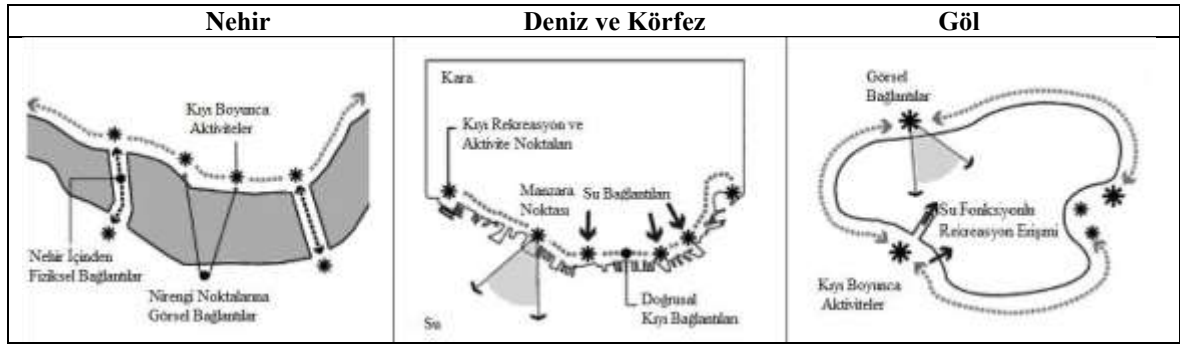 Nehir
Deniz ve Körfez
Göl
Kıyı Boyunca
Aktiviteler
Nehir İçinden
Fiziksel Bağlantılar
Nirengi Noktalarına
Görsel Bağlantılar
Kara
Kıyı Rekreasyon ve
Aktivite Noktaları
Manzara
Noktası
Su Bağlantıları
Doğrusal
Kıyı Bağlantıları
Su
Görsel
Bağlantılar
Su Fonksiyonlu
Rekreasyon Erişimi
Kıyı Boyunca
Aktiviteler